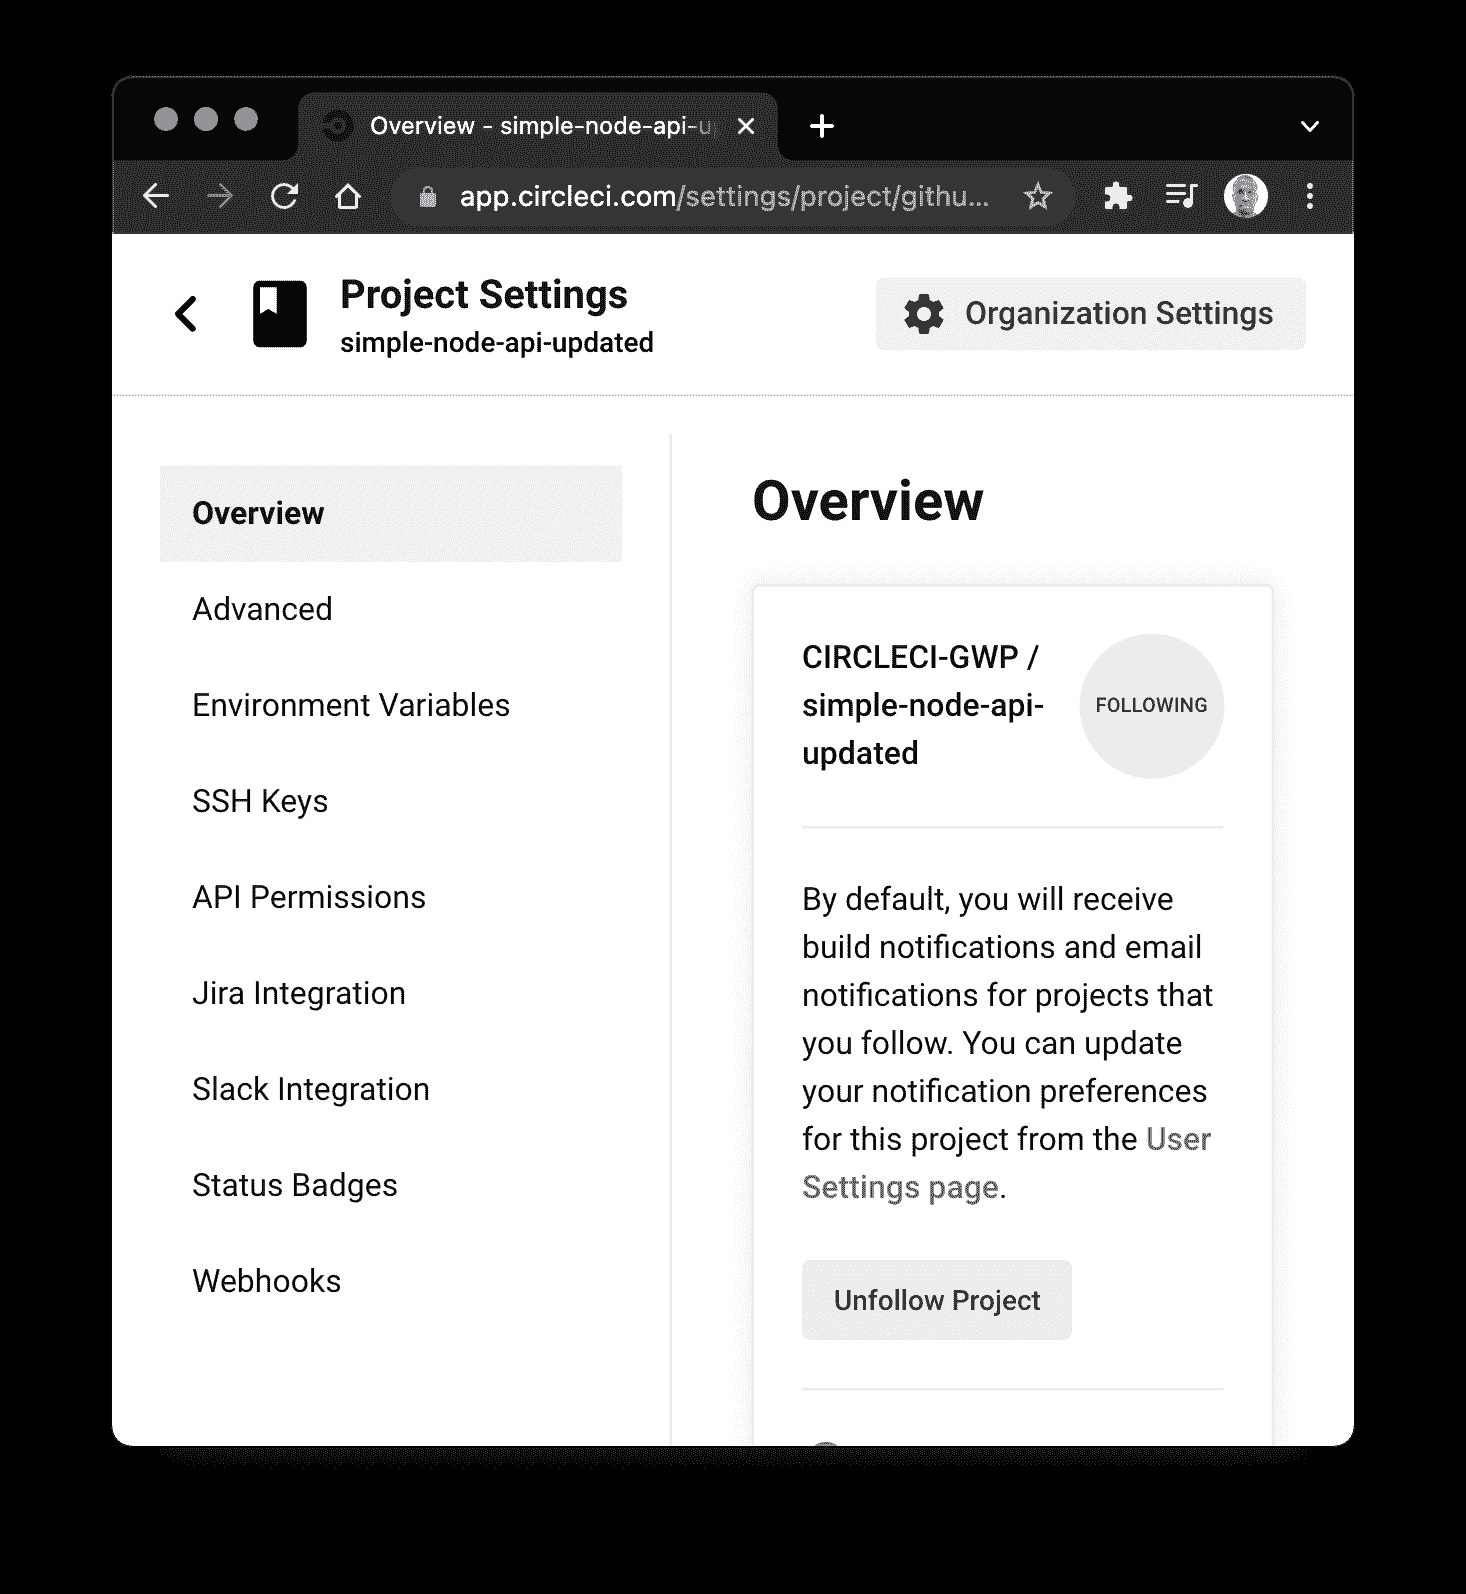 Overview - simple-node-api-up
app.circleci.com/settings/project/githu...
Project Settings
simple-node-api-updated
Organization Settings
Overview
Advanced
Environment Variables
SSH Keys
API Permissions
Jira Integration
Slack Integration
Status Badges
Webhooks
Overview
CIRCLECI-GWP /
simple-node-api-
updated
FOLLOWING
By default, you will receive
build notifications and email
notifications for projects that
you follow. You can update
your notification preferences
for this project from the User
Settings page.
Unfollow Project